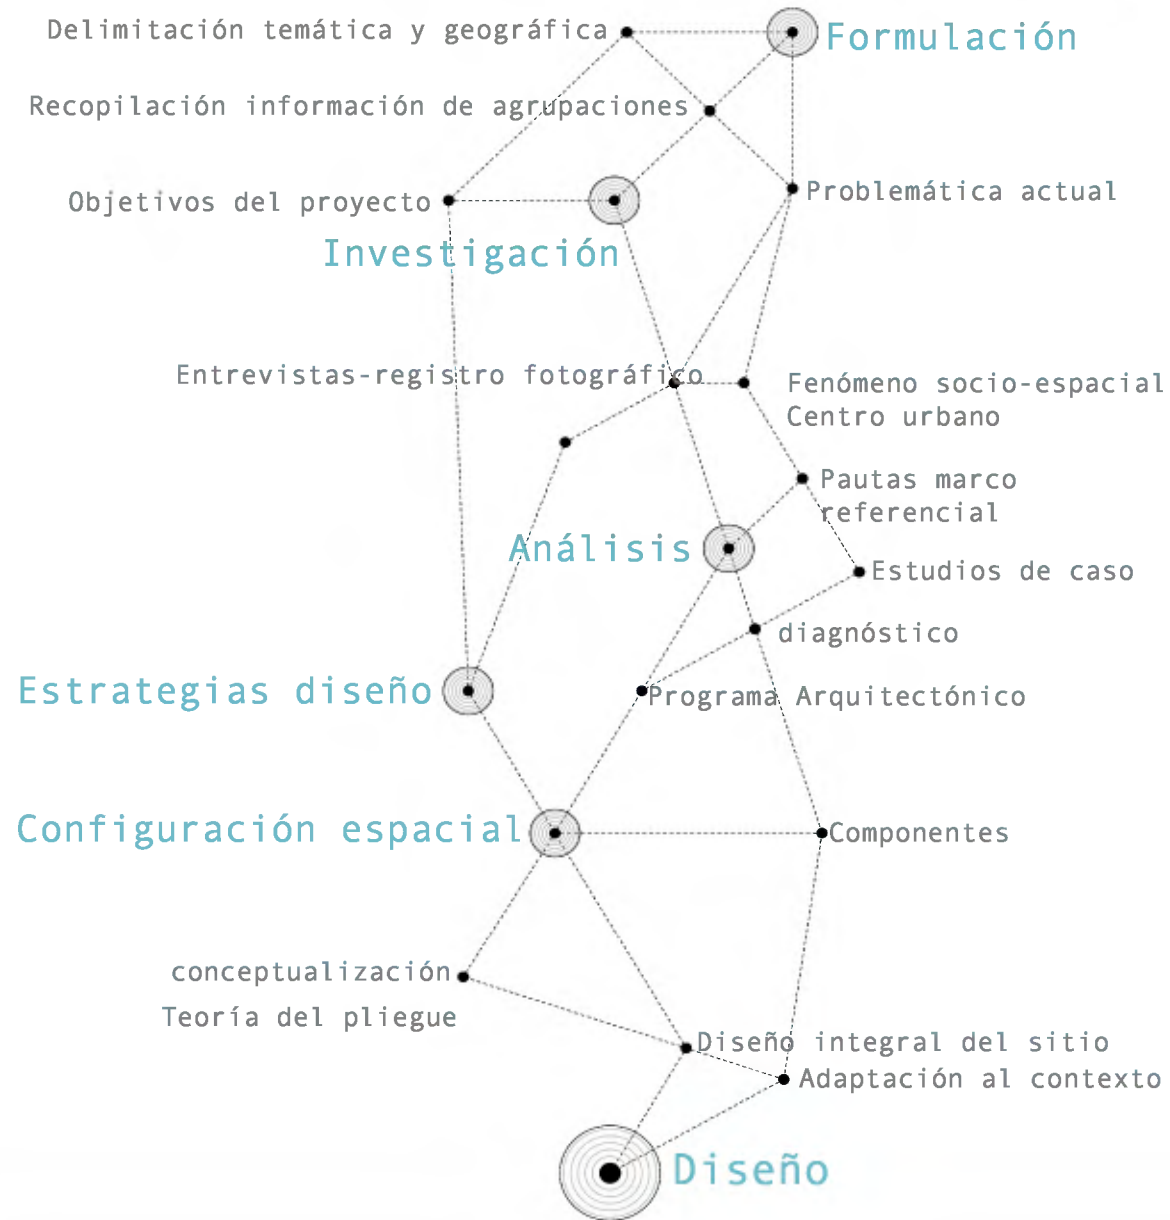 Delimitación temática y geográfica
Formulación
Recopilación información de agrupaciones
Objetivos del proyecto
Problemática actual
Investigación
Entrevistas-registro fotográfico
Fenómeno socio-espacial
Centro urbano
Pautas marco
referencial
Análisis
Estudios de caso
diagnóstico
Estrategias diseño
Programa Arquitectónico
Configuración espacial
Componentes
conceptualización
Teoría del pliegue
Diseño integral del sitio
Adaptación al contexto
Diseño